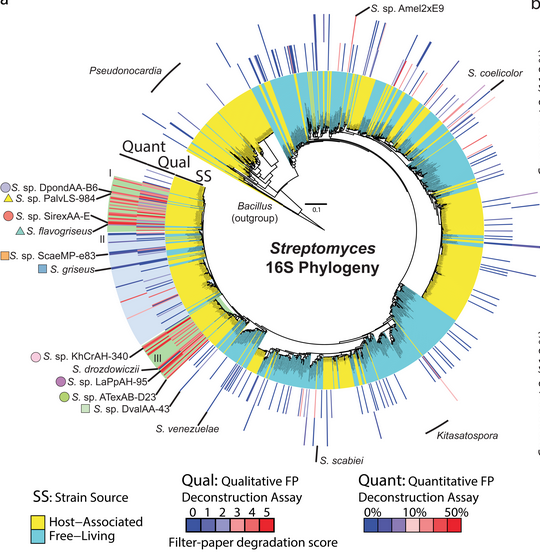 a
b
S. sp. Amel2xE9
Pseudonocardia
S. coelicolor
Quant
Qual
SS
I
S. sp. DpondAA-B6
S. sp. PalvLS-984
S. sp. SirexAA-E
S. flavogriseus
II
S. sp. ScaeMP-e83
S. griseus
Bacillus
(outgroup)
0.1
Streptomyces
16S Phylogeny
S. sp. KhCrAH-340
III
S. drozdowiczii
S. sp. LaPpAH-95
S. sp. ATexAB-D23
S. sp. DvalAA-43
S. venezuelae
S. scabiei
Kitasatospora
SS: Strain Source
Host-Associated
Free-Living
Qual: Qualitative FP
Deconstruction Assay
0 1 2 3 4 5
Filter-paper degradation score
Quant: Quantitative FP
Deconstruction Assay
0% 10% 50%